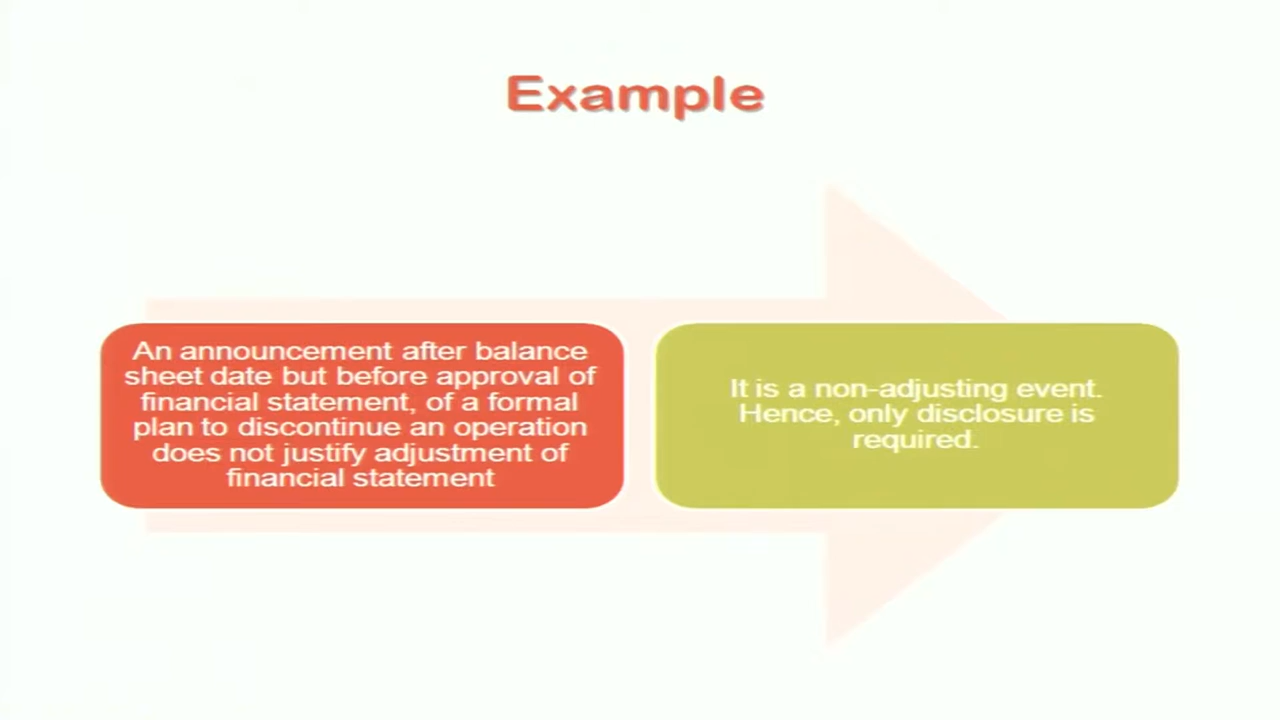 Example
An announcement after balance
sheet date but before approval of
financial statement, of a formal
plan to discontinue an operation
does not justify adjustment of
financial statement
It is a non-adjusting event.
Hence, only disclosure is
required.